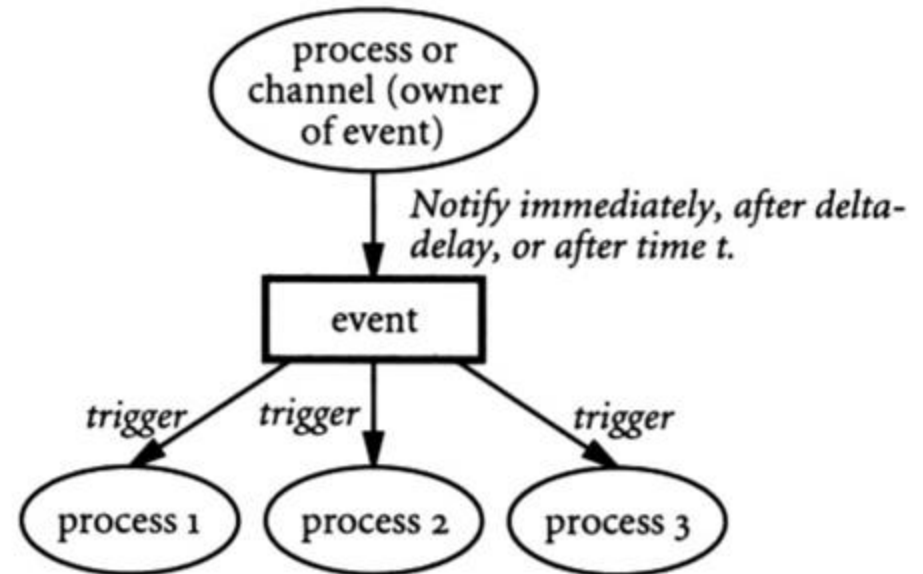 process or
channel (owner
of event)
Notify immediately, after delta-
delay, or after time t.
event
trigger
trigger
trigger
process 1
process 2
process 3